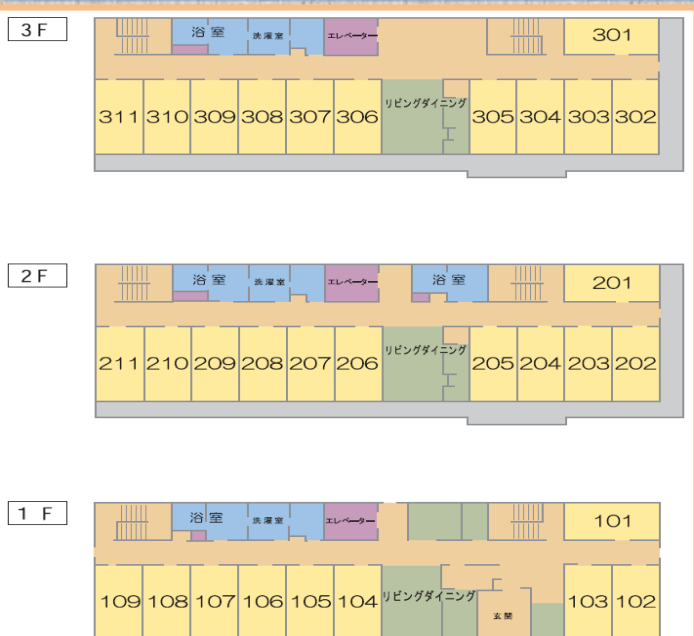 3F
浴室 洗濯室 エレベーター 301
311 310 309 308 307 306 リビングダイニング 305 304 303 302
2F
浴室 洗濯室 エレベーター 浴室 201
211 210 209 208 207 206 リビングダイニング 205 204 203 202
1F
浴室 洗濯室 エレベーター 101
109 108 107 106 105 104 リビングダイニング 玄関 103 102